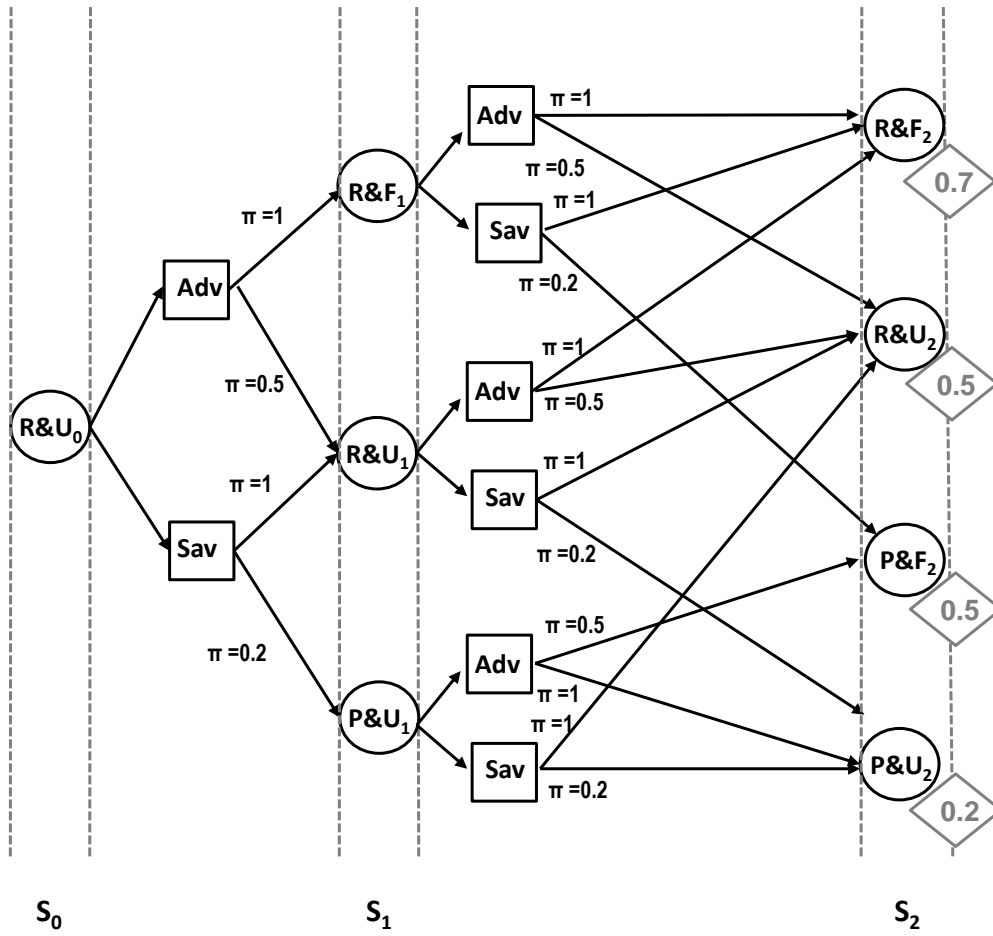 Adv
π =1
R&F₂
π =0.5
0.7
R&F₁
π =1
π =1
Sav
π =0.2
Adv
R&U₂
π =1
Adv
π =0.5
0.5
π =0.5
R&U₀
R&U₁
π =1
π =1
Sav
Sav
π =0.2
P&F₂
0.5
π =0.5
π =0.2
Adv
π =1
P&U₁
π =1
Sav
π =0.2
P&U₂
0.2
S₀
S₁
S₂